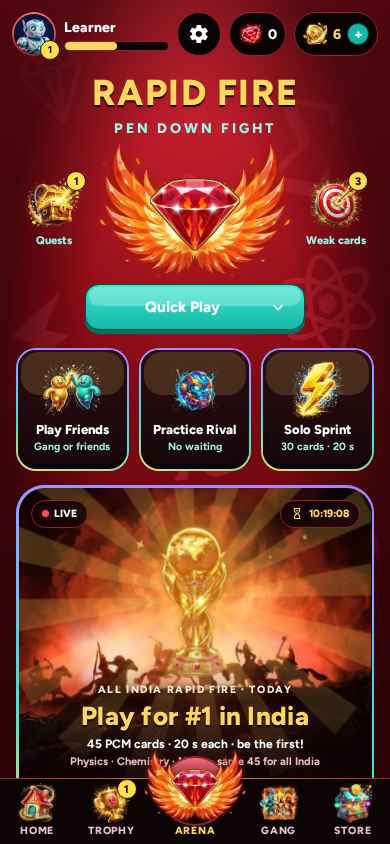 Learner
1
0
6
+
RAPID FIRE
PEN DOWN FIGHT
1
Quests
3
Weak cards
Quick Play
Play Friends
Gang or friends
Practice Rival
No waiting
Solo Sprint
30 cards · 20 s
LIVE
10:19:08
ALL INDIA RAPID FIRE · TODAY
Play for #1 in India
45 PCM cards · 20 s each · be the first!
Physics · same 45 for all India
1
HOME
TROPHY
ARENA
GANG
STORE